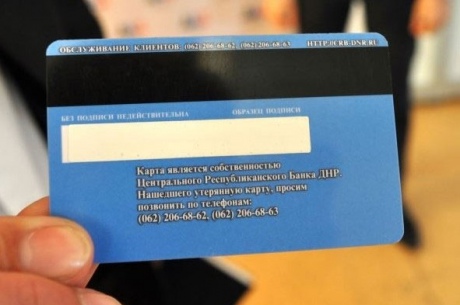 ОБСЛУЖИВАНИЕ КЛИЕНТОВ (062) 206-68-62, (062) 206-68-63 HTTP://CRB-DNR.RU
БЕЗ ПОДПИСИ НЕДЕЙСТВИТЕЛЬНА ОБРАЗЕЦ ПОДПИСИ
Карта является собственностью
Центрального Республиканского Банка ДНР.
Нашедшего утерянную карту, просим
позвонить по телефонам:
(062) 206-68-62, (062) 206-68-63